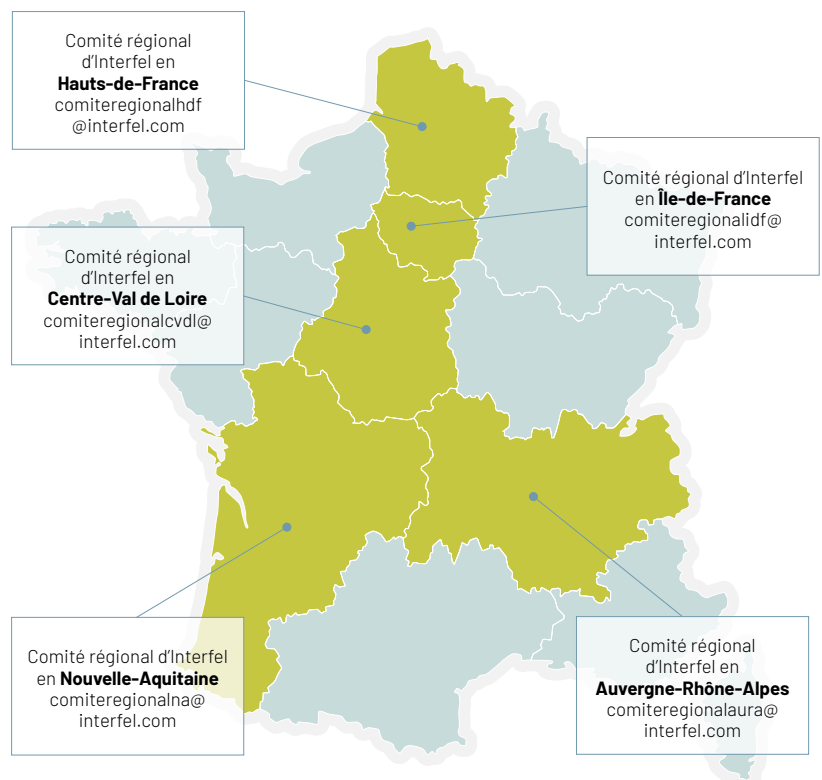 Comité régional
d'Interfel en
Hauts-de-France
comiteregionalhdf
@interfel.com
Comité régional d'Interfel
en Île-de-France
comiteregionalidf@
interfel.com
Comité régional
d'Interfel en
Centre-Val de Loire
comiteregionalcvdl@
interfel.com
Comité régional d'Interfel
en Nouvelle-Aquitaine
comiteregionalna@
interfel.com
Comité régional
d'Interfel en
Auvergne-Rhône-Alpes
comiteregionalaura@
interfel.com